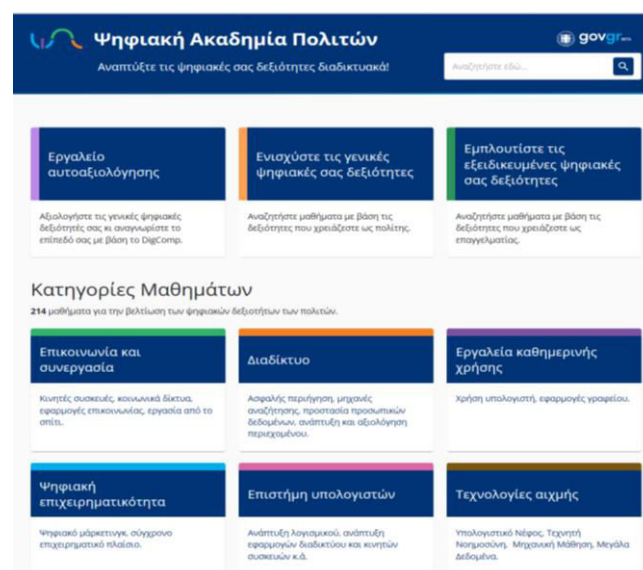 Ψηφιακή Ακαδημία Πολιτών
govgr BETA
Αναπτύξτε τις ψηφιακές σας δεξιότητες διαδικτυακά!
Αναζητήστε εδώ...
Εργαλείο
αυτοαξιολόγησης
Αξιολογήστε τις γενικές ψηφιακές
δεξιότητές σας κι αναγνωρίστε το
επίπεδό σας με βάση το DigComp.
Ενισχύστε τις γενικές
ψηφιακές σας δεξιότητες
Αναζητήστε μαθήματα με βάση τις
δεξιότητες που χρειάζεστε ως πολίτης.
Εμπλουτίστε τις
εξειδικευμένες ψηφιακές
σας δεξιότητες
Αναζητήστε μαθήματα με βάση τις
δεξιότητες που χρειάζεστε ως
επαγγελματίας.
Κατηγορίες Μαθημάτων
214 μαθήματα για την βελτίωση των ψηφιακών δεξιοτήτων των πολιτών.
Επικοινωνία και
συνεργασία
Κινητές συσκευές, κοινωνικά δίκτυα,
εφαρμογές επικοινωνίας, εργασία από το
σπίτι.
Διαδίκτυο
Ασφαλής περιήγηση, μηχανές
αναζήτησης, προστασία προσωπικών
δεδομένων, ανάπτυξη και αξιολόγηση
περιεχομένου.
Εργαλεία καθημερινής
χρήσης
Χρήση υπολογιστή, εφαρμογές γραφείου.
Ψηφιακή
επιχειρηματικότητα
Ψηφιακό μάρκετινγκ, σύγχρονο
επιχειρηματικό πλαίσιο.
Επιστήμη υπολογιστών
Ανάπτυξη λογισμικού, ανάπτυξη
εφαρμογών διαδικτύου και κινητών
συσκευών κ.ά.
Τεχνολογίες αιχμής
Υπολογιστικό Νέφος, Τεχνητή
Νοημοσύνη, Μηχανική Μάθηση, Μεγάλα
Δεδομένα.